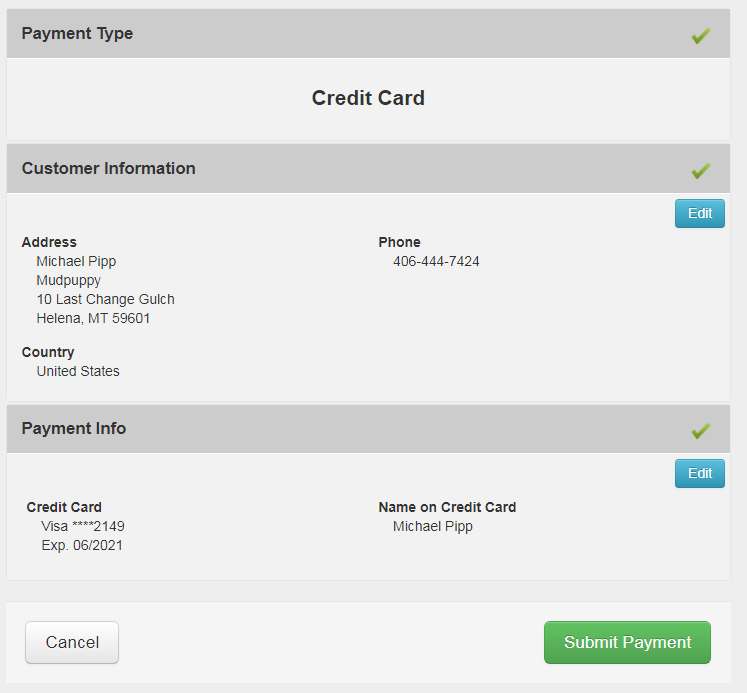 Payment Type
Credit Card
Customer Information
Edit
Address
Michael Pipp
Mudpuppy
10 Last Change Gulch
Helena, MT 59601
Phone
406-444-7424
Country
United States
Payment Info
Edit
Credit Card
Visa ****2149
Exp. 06/2021
Name on Credit Card
Michael Pipp
Cancel
Submit Payment